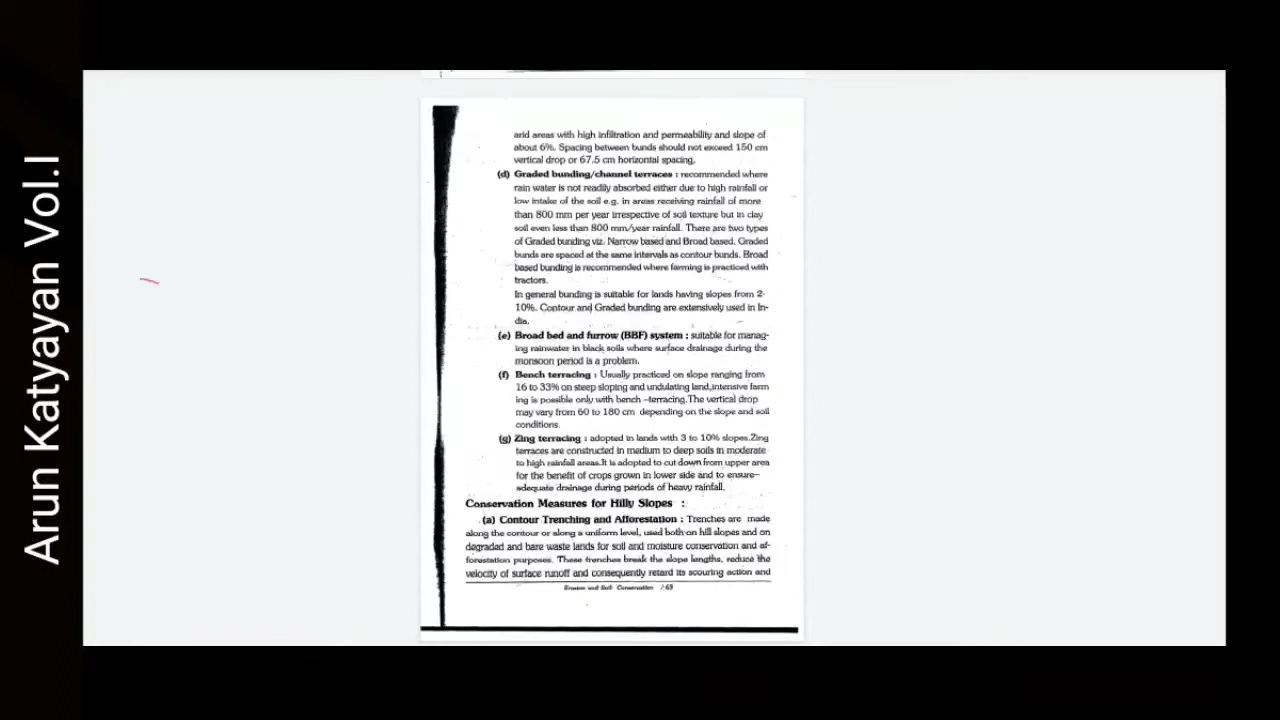 Arun Katyayan Vol.I
arid areas with high infiltration and permeability and slope of
about 6%. Spacing between bunds should not exceed 150 cm
vertical drop or 67.5 cm horizontal spacing.
(d) Graded bunding/channel terraces : recommended where
rain water is not readily absorbed either due to high rainfall or
low intake of the soil e.g. in areas receiving rainfall of more
than 800 mm per year irrespective of soil texture but in clay
soil even less than 800 mm/year rainfall. There are two types
of Graded bunding viz. Narrow based and Broad based. Graded
bunds are spaced at the same intervals as contour bunds. Broad
based bunding is recommended where farming is practiced with
tractors.
In general bunding is suitable for lands having slopes from 2-
10%. Contour and Graded bunding are extensively used in In-
dia.
(e) Broad bed and furrow (BBF) system : suitable for manag-
ing rainwater in black soils where surface drainage during the
monsoon period is a problem.
(f) Bench terracing : Usually practiced on slope ranging from
16 to 33% on steep sloping and undulating land,intensive farm
ing is possible only with bench –terracing.The vertical drop
may vary from 60 to 180 cm depending on the slope and soil
conditions.
(g) Zing terracing : adopted in lands with 3 to 10% slopes.Zing
terraces are constructed in medium to deep soils in moderate
to high rainfall areas.It is adopted to cut down from upper area
for the benefit of crops grown in lower side and to ensure–
adequate drainage during periods of heavy rainfall.
Conservation Measures for Hilly Slopes :
(a) Contour Trenching and Afforestation : Trenches are made
along the contour or along a uniform level, used both on hill slopes and on
degraded and bare waste lands for soil and moisture conservation and af-
forestation purposes. These trenches break the slope lengths, reduce the
velocity of surface runoff and consequently retard its scouring action and
Erosion and Soil Conservation / 63